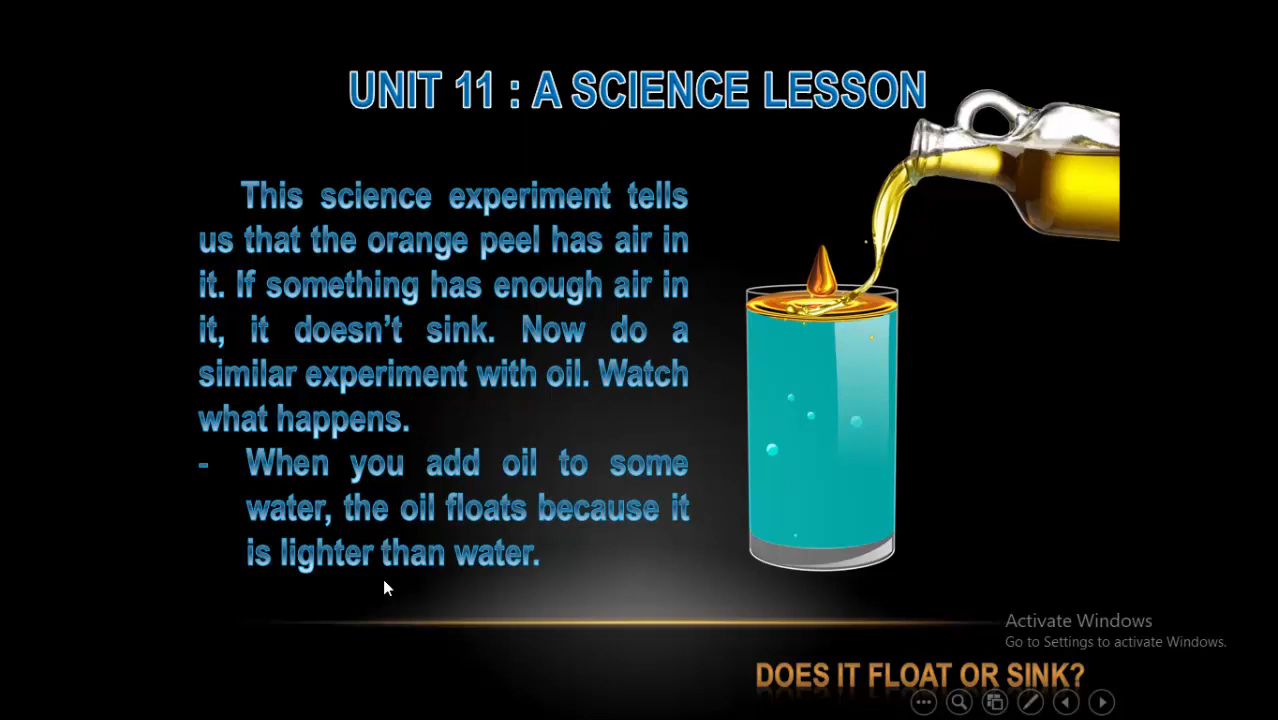 UNIT 11 : A SCIENCE LESSON
This science experiment tells
us that the orange peel has air in
it. If something has enough air in
it, it doesn't sink. Now do a
similar experiment with oil. Watch
what happens.
- When you add oil to some
water, the oil floats because it
is lighter than water.
Activate Windows
Go to Settings to activate Windows.
DOES IT FLOAT OR SINK?